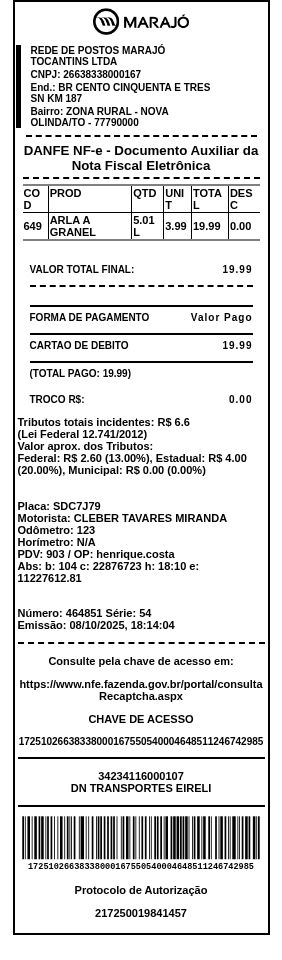 MARAJÓ
REDE DE POSTOS MARAJÓ
TOCANTINS LTDA
CNPJ: 26638338000167
End.: BR CENTO CINQUENTA E TRES
SN KM 187
Bairro: ZONA RURAL - NOVA
OLINDA/TO - 77790000
DANFE NF-e - Documento Auxiliar da
Nota Fiscal Eletrônica
COD PROD QTD UNIT TOTAL DESC
649 ARLA A GRANEL 5.01 L 3.99 19.99 0.00
VALOR TOTAL FINAL: 19.99
FORMA DE PAGAMENTO Valor Pago
CARTAO DE DEBITO 19.99
(TOTAL PAGO: 19.99)
TROCO R$: 0.00
Tributos totais incidentes: R$ 6.6
(Lei Federal 12.741/2012)
Valor aprox. dos Tributos:
Federal: R$ 2.60 (13.00%), Estadual: R$ 4.00
(20.00%), Municipal: R$ 0.00 (0.00%)
Placa: SDC7J79
Motorista: CLEBER TAVARES MIRANDA
Odômetro: 123
Horímetro: N/A
PDV: 903 / OP: henrique.costa
Abs: b: 104 c: 22876723 h: 18:10 e:
11227612.81
Número: 464851 Série: 54
Emissão: 08/10/2025, 18:14:04
Consulte pela chave de acesso em:
https://www.nfe.fazenda.gov.br/portal/consulta
Recaptcha.aspx
CHAVE DE ACESSO
17251026638338000167550540004648511246742985
34234116000107
DN TRANSPORTES EIRELI
17251026638338000167550540004648511246742985
Protocolo de Autorização
217250019841457